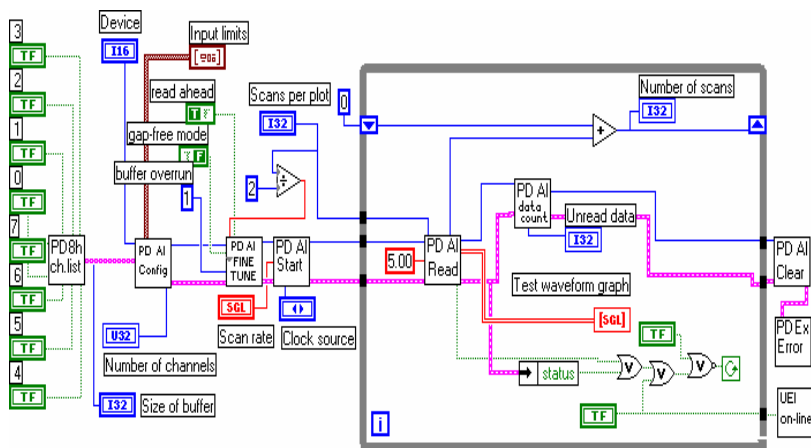 3
TF
2
TF
1
TF
0
TF
7
TF
6
TF
5
TF
4
TF
Device
I16
Input limits
read ahead
T F
gap-free mode
T F
buffer overrun
1
PD8h
ch.list
PD AI
Config
PD AI
FINE
TUNE
PD AI
Start
U32
Number of channels
I32
Size of buffer
SGL
Scan rate
Clock source
Scans per plot
I32
2
÷
0
+
Number of scans
I32
PD AI
Read
5.00
PD AI
data
count
Unread data
I32
Test waveform graph
[SGL]
status
TF
V
V
V
TF
i
PD AI
Clear
PD Ex
Error
UEI
on-line